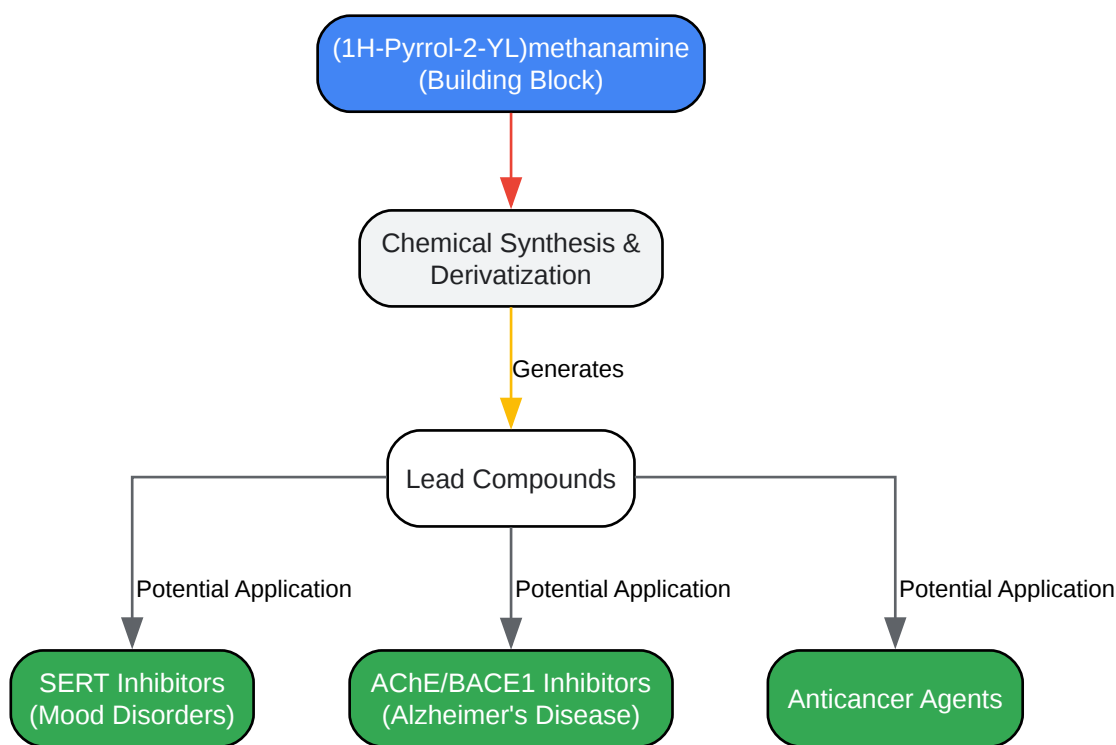 (1H-Pyrrol-2-YL)methanamine
(Building Block)
Chemical Synthesis &
Derivatization
Generates
Lead Compounds
Potential Application
Potential Application
Potential Application
SERT Inhibitors
(Mood Disorders)
AChE/BACE1 Inhibitors
(Alzheimer's Disease)
Anticancer Agents